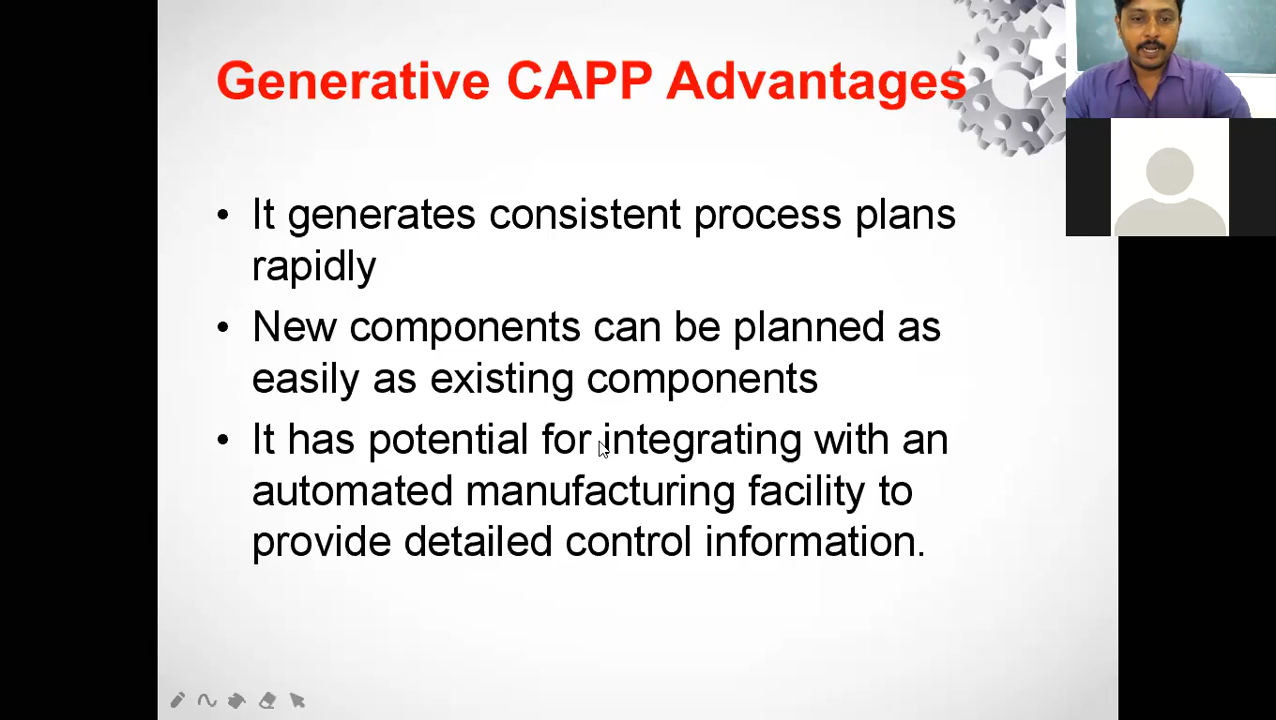 Generative CAPP Advantages
• It generates consistent process plans
rapidly
• New components can be planned as
easily as existing components
• It has potential for integrating with an
automated manufacturing facility to
provide detailed control information.